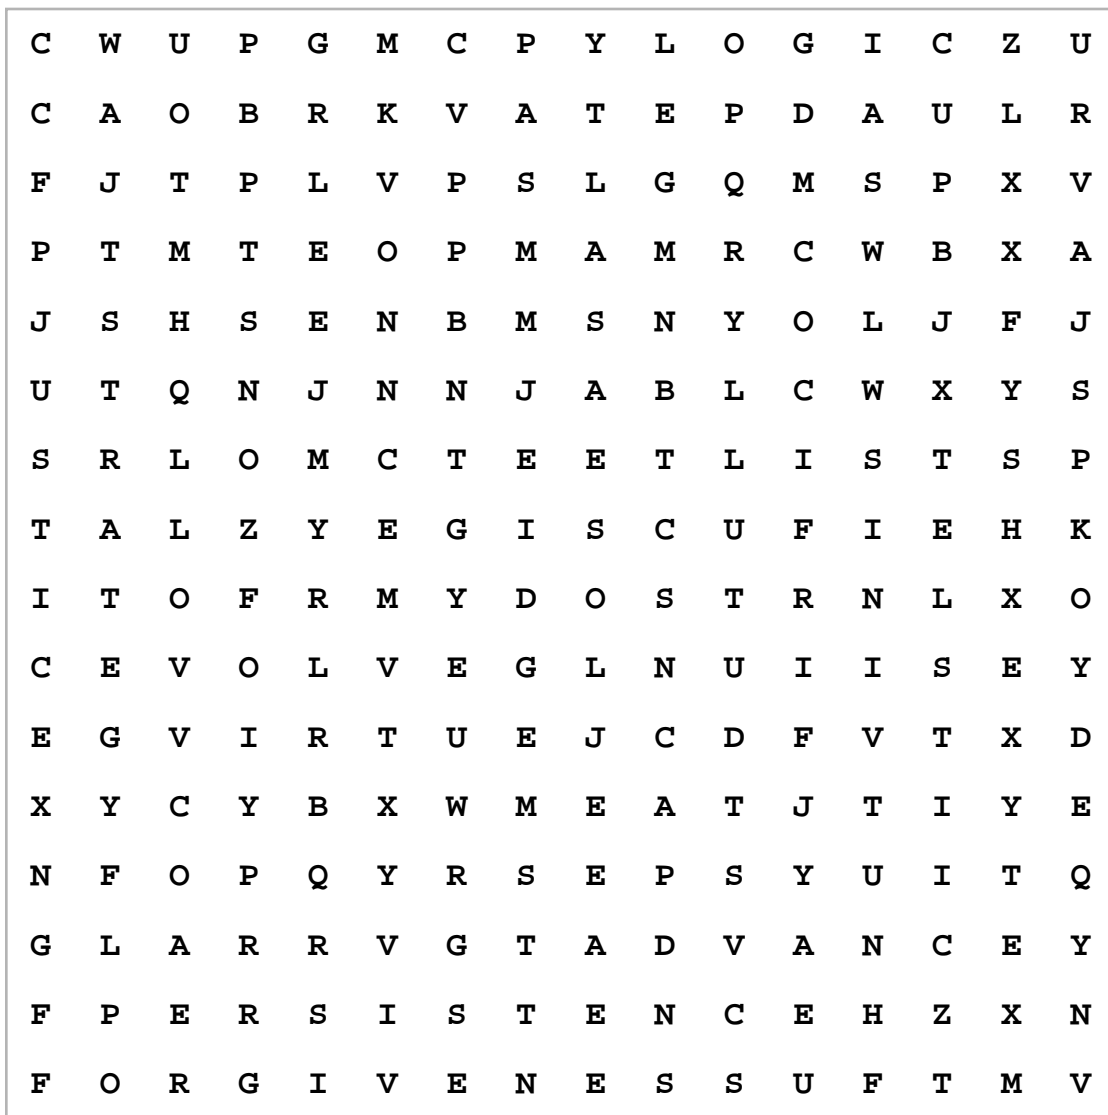 C W U P G M C P Y L O G I C Z U
C A O B R K V A T E P D A U L R
F J T P L V P S L G Q M S P X V
P T M T E O P M A M R C W B X A
J S H S E N B M S N Y O L J F J
U T Q N J N N J A B L C W X Y S
S R L O M C T E E T L I S T S P
T A L Z Y E G I S C U F I E H K
I T O F R M Y D O S T R N L X O
C E V O L V E G L N U I I S E Y
E G V I R T U E J C D F V T X D
X Y C Y B X W M E A T J T I Y E
N F O P Q Y R S E P S Y U I T Q
G L A R R V G T A D V A N C E Y
F P E R S I S T E N C E H Z X N
F O R G I V E N E S S U F T M V